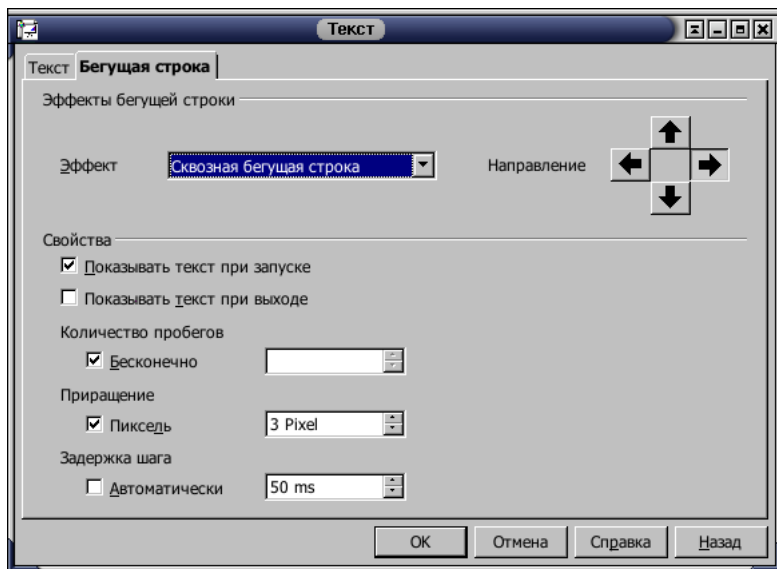 Текст
Текст Бегущая строка
Эффекты бегущей строки
Эффект Сквозная бегущая строка Направление
Свойства
Показывать текст при запуске
Показывать текст при выходе
Количество пробегов
Бесконечно
Приращение
Пиксель 3 Pixel
Задержка шага
Автоматически 50 ms
OK Отмена Справка Назад